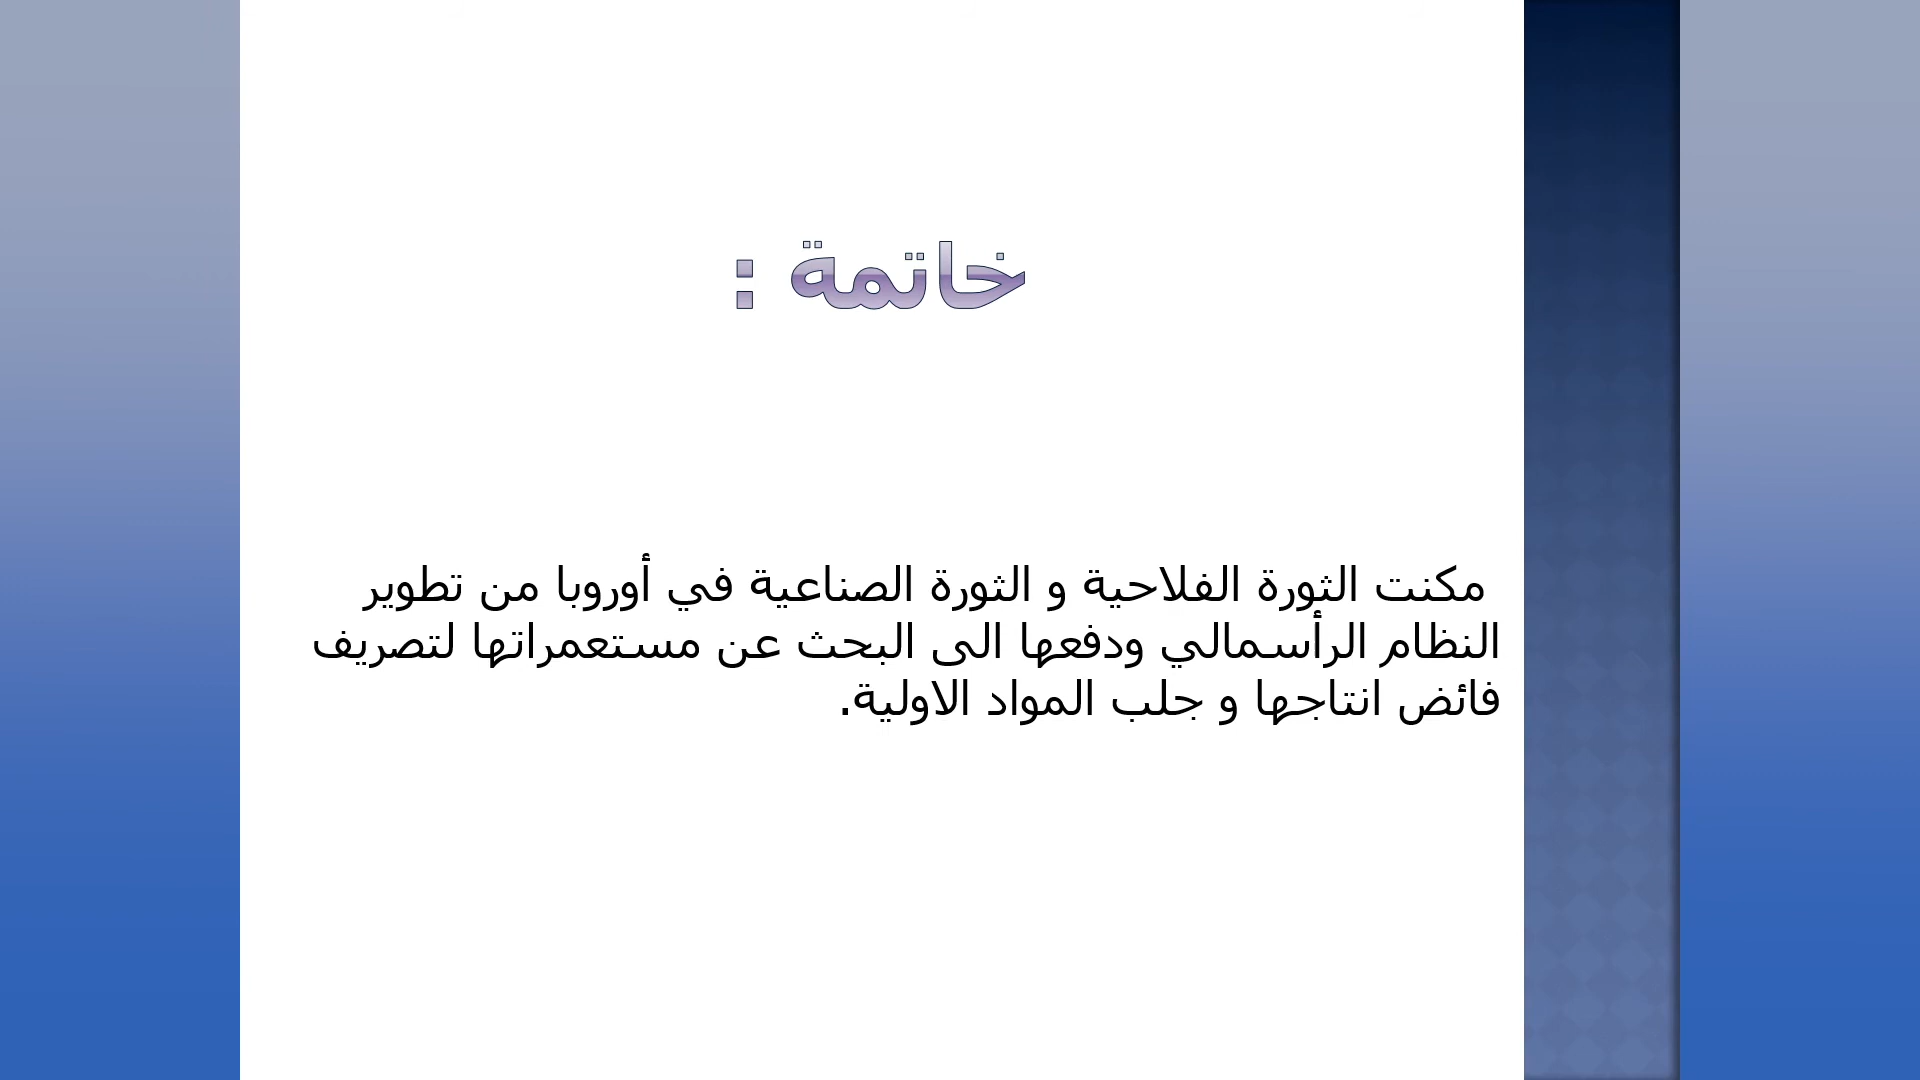 خاتمة :
مكنت الثورة الفلاحية و الثورة الصناعية في أوروبا من تطوير
النظام الرأسمالي ودفعها الى البحث عن مستعمراتها لتصريف
فائض انتاجها و جلب المواد الاولية.